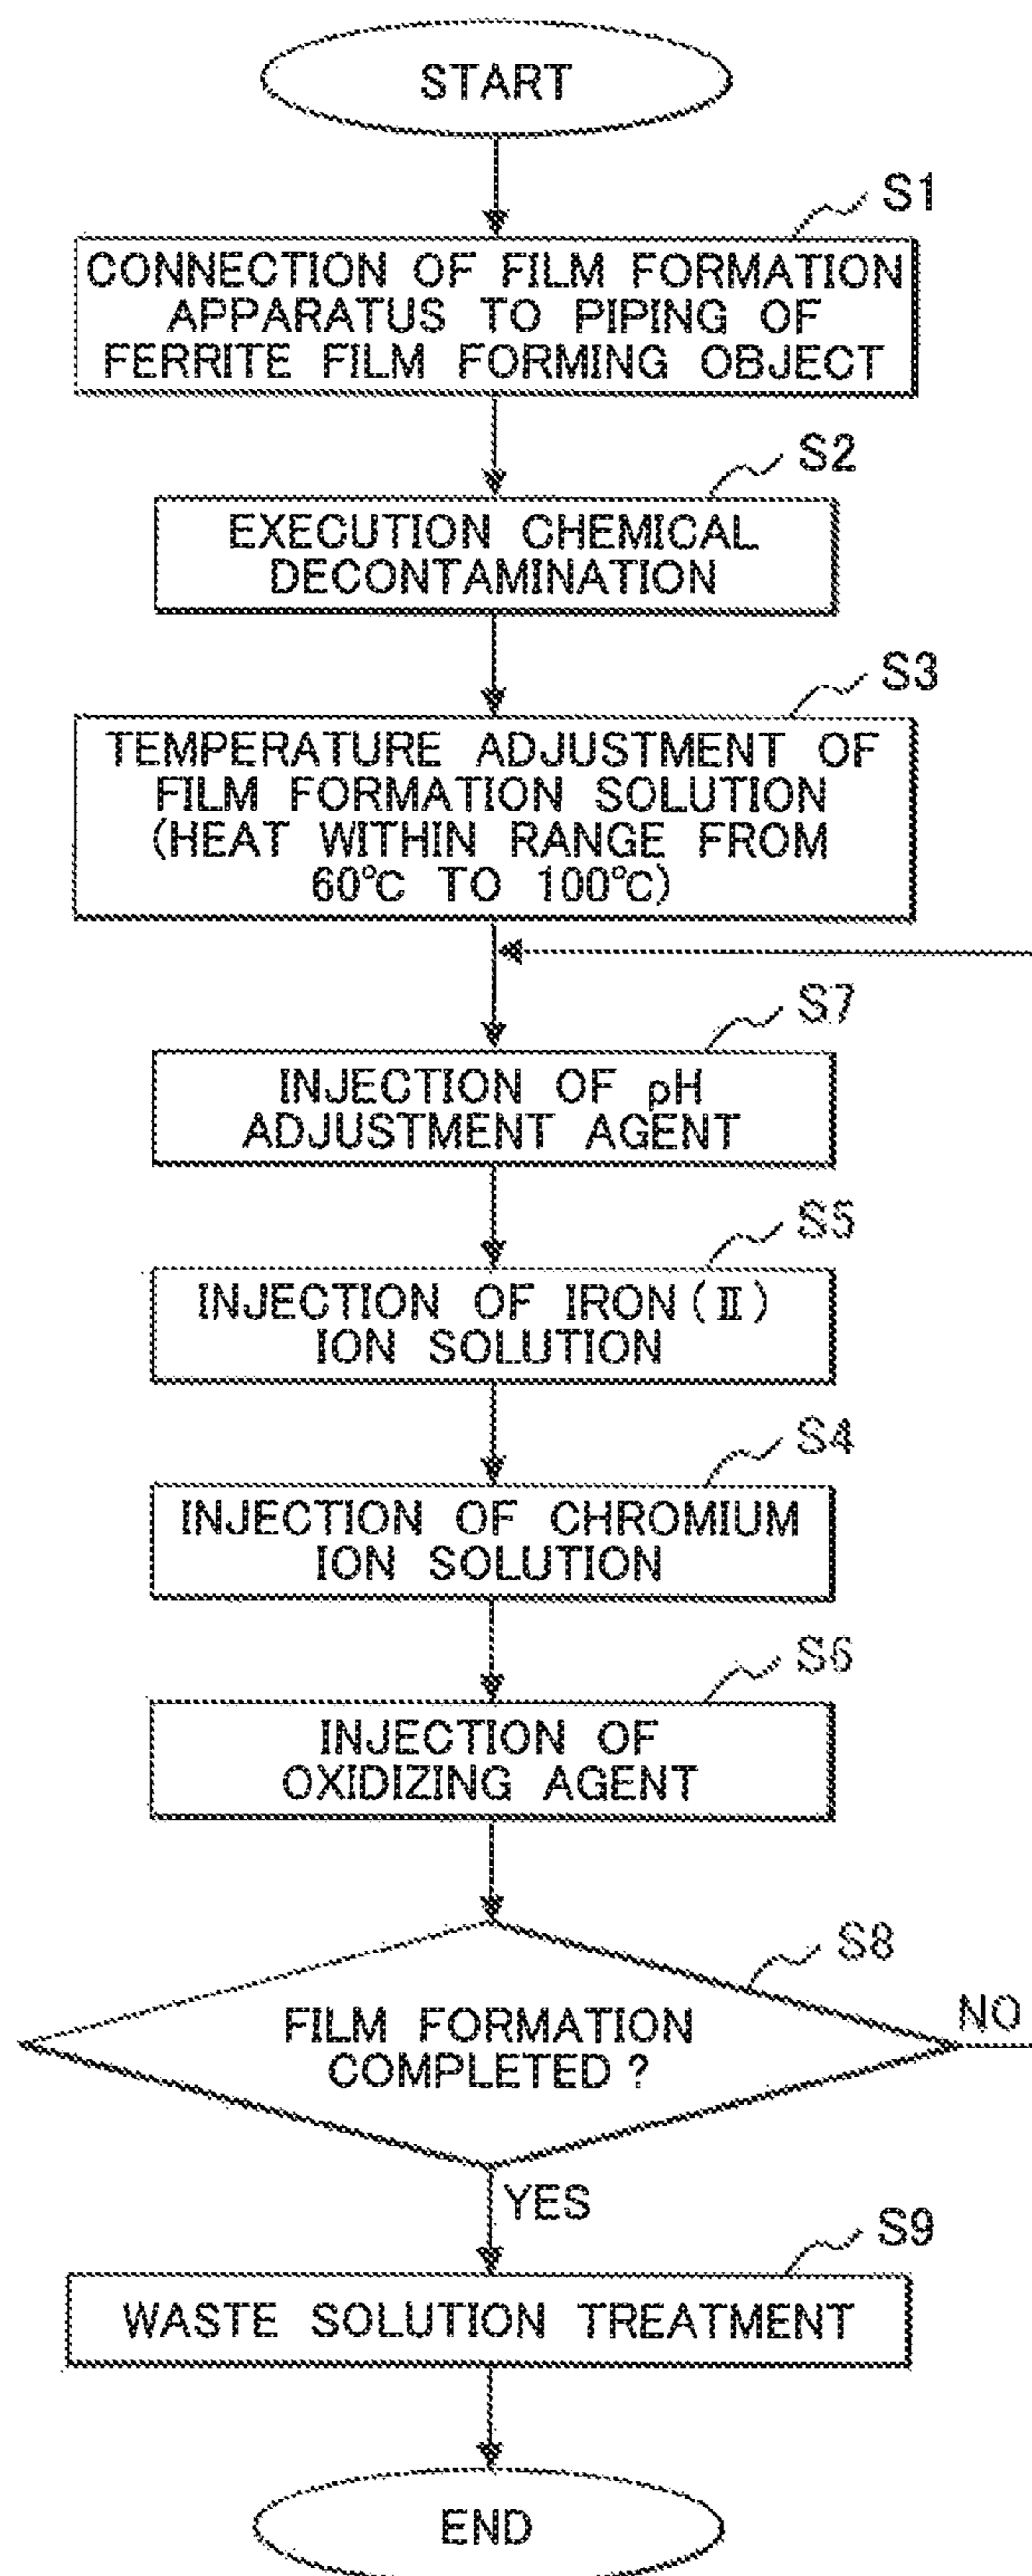 START
S1
CONNECTION OF FILM FORMATION
APPARATUS TO PIPING OF
FERRITE FILM FORMING OBJECT
S2
EXECUTION CHEMICAL
DECONTAMINATION
S3
TEMPERATURE ADJUSTMENT OF
FILM FORMATION SOLUTION
(HEAT WITHIN RANGE FROM
60℃ TO 100℃)
S7
INJECTION OF pH
ADJUSTMENT AGENT
S5
INJECTION OF IRON(Ⅱ)
ION SOLUTION
S4
INJECTION OF CHROMIUM
ION SOLUTION
S6
INJECTION OF
OXIDIZING AGENT
S8
FILM FORMATION
COMPLETED?
NO
YES
S9
WASTE SOLUTION TREATMENT
END